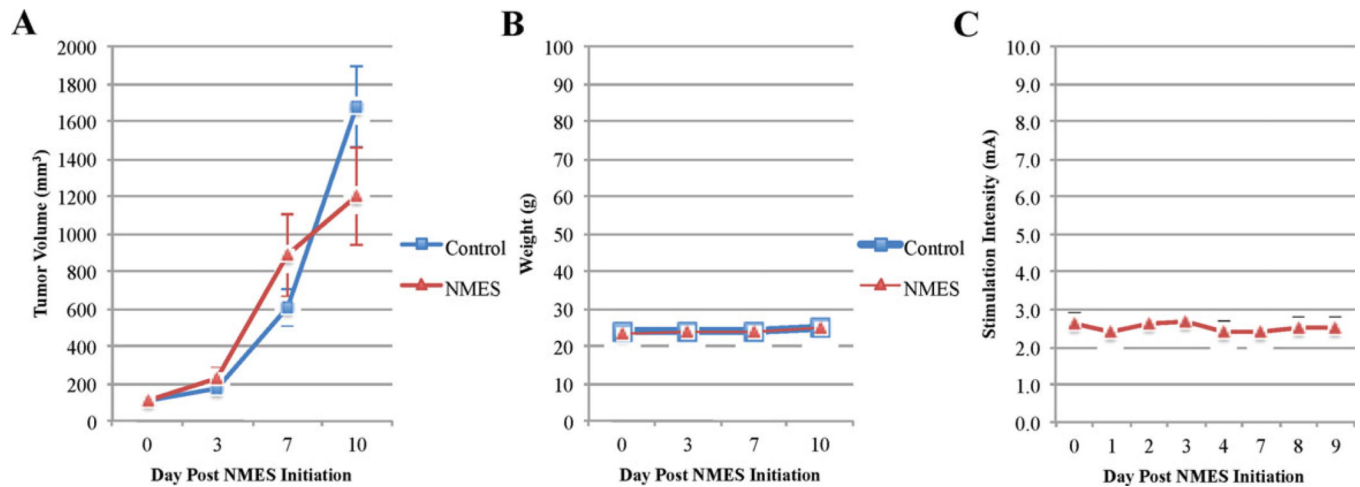 A
2000
1800
1600
1400
1200
1000
800
600
400
200
0
Tumor Volume (mm³)
0 3 7 10
Day Post NMES Initiation
Control
NMES
B
100
90
80
70
60
50
40
30
20
10
0
Weight (g)
0 3 7 10
Day Post NMES Initiation
Control
NMES
C
10.0
9.0
8.0
7.0
6.0
5.0
4.0
3.0
2.0
1.0
0.0
Stimulation Intensity (mA)
0 1 2 3 4 7 8 9
Day Post NMES Initiation